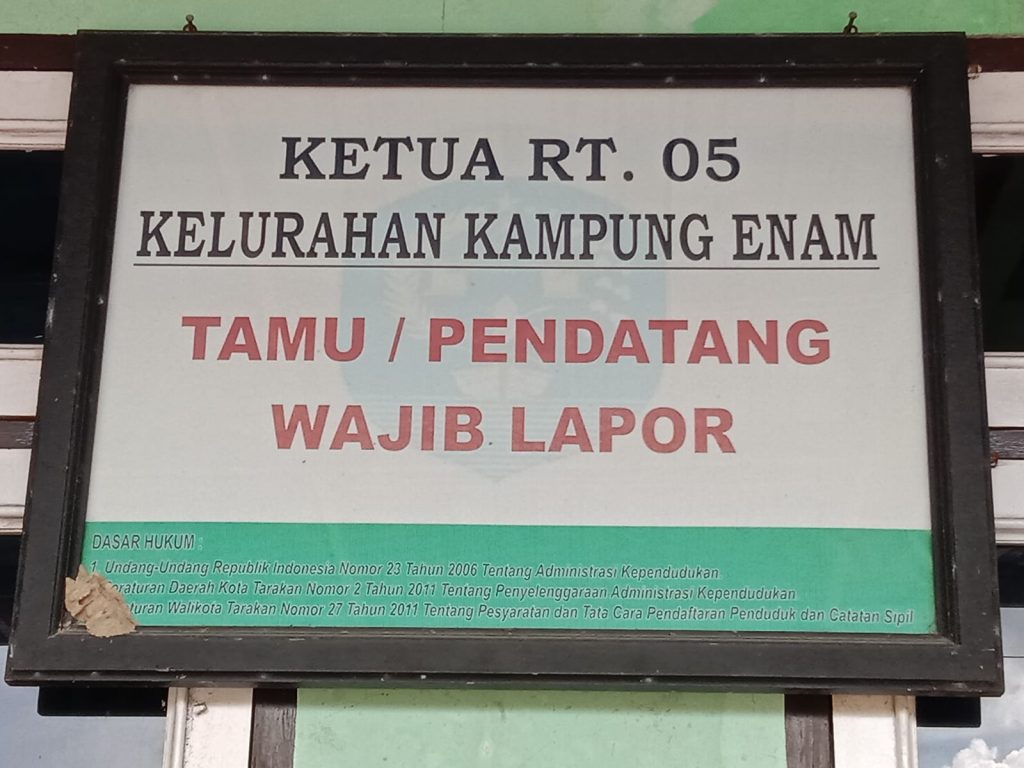 KETUA RT. 05
KELURAHAN KAMPUNG ENAM
TAMU / PENDATANG
WAJIB LAPOR
DASAR HUKUM :
1. Undang-Undang Republik Indonesia Nomor 23 Tahun 2006 Tentang Administrasi Kependudukan.
Daerah Kota Tarakan Nomor 2 Tahun 2011 Tentang Penyelenggaraan Administrasi Kependudukan
Walikota Tarakan Nomor 27 Tahun 2011 Tentang Pesyaratan dan Tata Cara Pendaftaran Penduduk dan Catatan Sipil